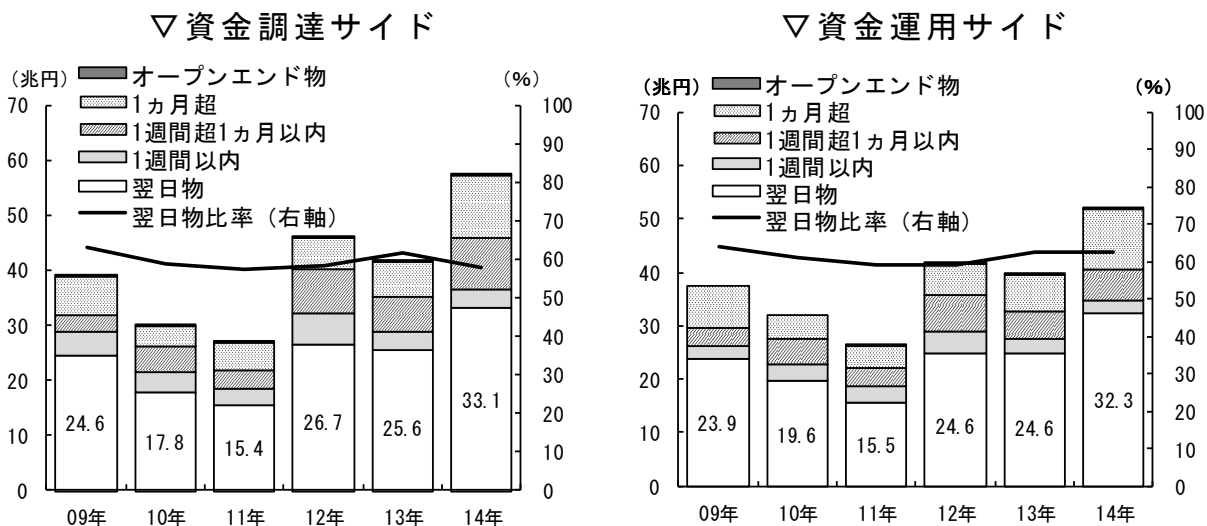 ▽資金調達サイド
（兆円）
（％）
オープンエンド物
1ヵ月超
1週間超1ヵ月以内
1週間以内
翌日物
翌日物比率（右軸）
70
60
50
40
30
20
10
0
100
90
80
70
60
50
40
30
20
10
0
24.6
17.8
15.4
26.7
25.6
33.1
09年
10年
11年
12年
13年
14年
▽資金運用サイド
（兆円）
（％）
オープンエンド物
1ヵ月超
1週間超1ヵ月以内
1週間以内
翌日物
翌日物比率（右軸）
70
60
50
40
30
20
10
0
100
90
80
70
60
50
40
30
20
10
0
23.9
19.6
15.5
24.6
24.6
32.3
09年
10年
11年
12年
13年
14年